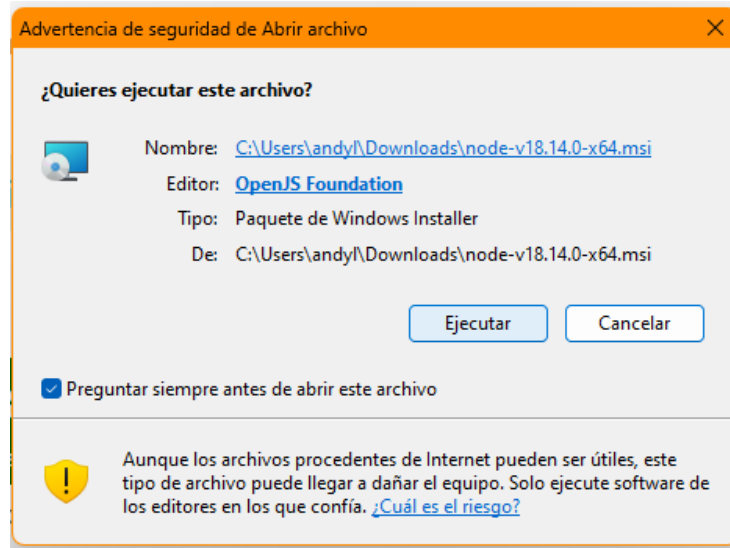 Advertencia de seguridad de Abrir archivo
¿Quieres ejecutar este archivo?
Nombre: C:\Users\andyl\Downloads\node-v18.14.0-x64.msi
Editor: OpenJS Foundation
Tipo: Paquete de Windows Installer
De: C:\Users\andyl\Downloads\node-v18.14.0-x64.msi
Ejecutar Cancelar
Preguntar siempre antes de abrir este archivo
Aunque los archivos procedentes de Internet pueden ser útiles, este
tipo de archivo puede llegar a dañar el equipo. Solo ejecute software de
los editores en los que confía. ¿Cuál es el riesgo?